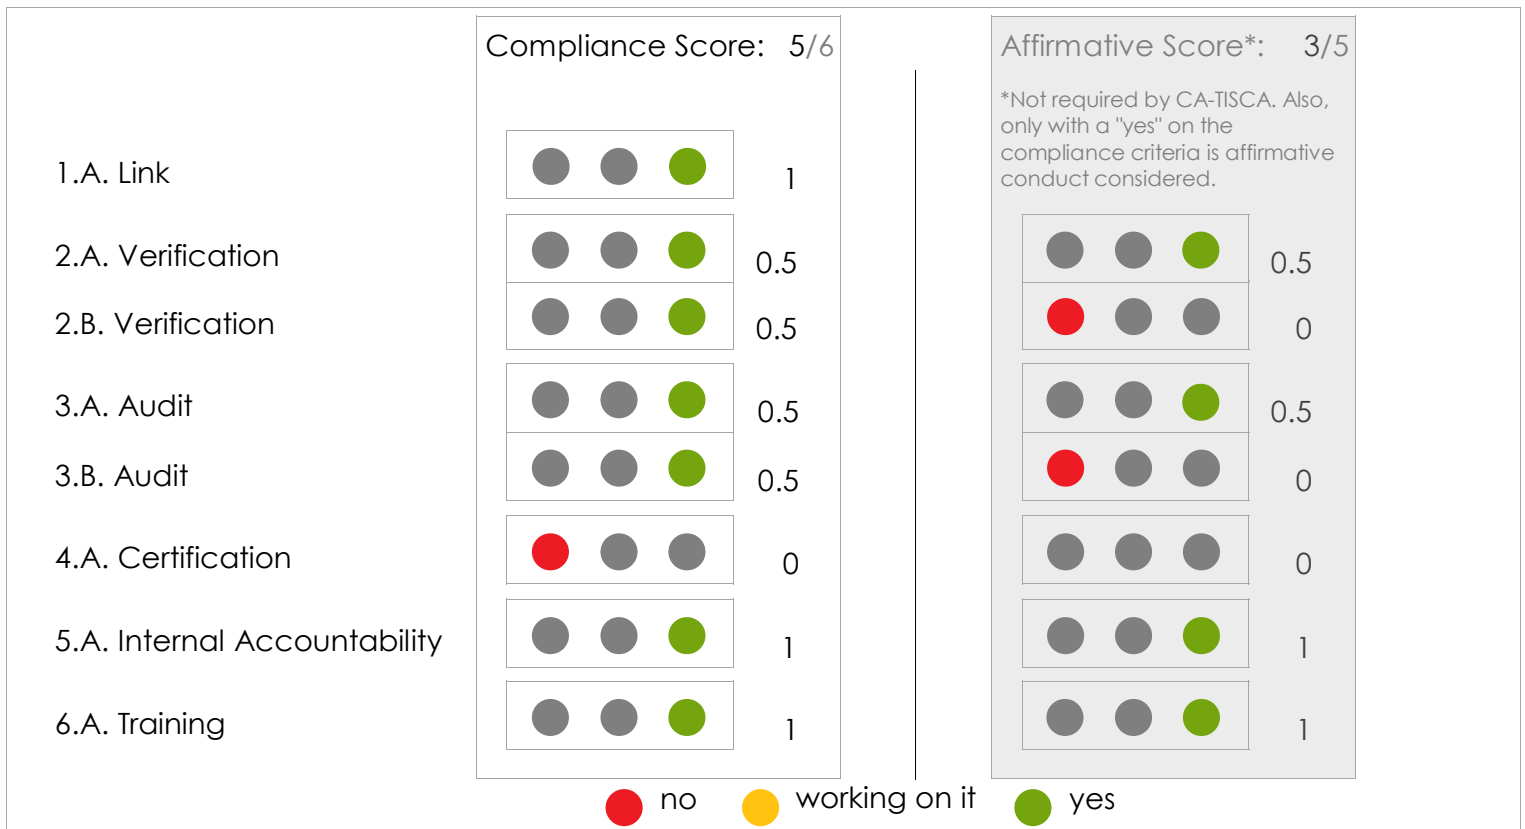 Compliance Score: 5/6
Affirmative Score*: 3/5
*Not required by CA-TISCA. Also,
only with a "yes" on the
compliance criteria is affirmative
conduct considered.
1.A. Link 1
2.A. Verification 0.5 0.5
2.B. Verification 0.5 0
3.A. Audit 0.5 0.5
3.B. Audit 0.5 0
4.A. Certification 0 0
5.A. Internal Accountability 1 1
6.A. Training 1 1
no working on it yes